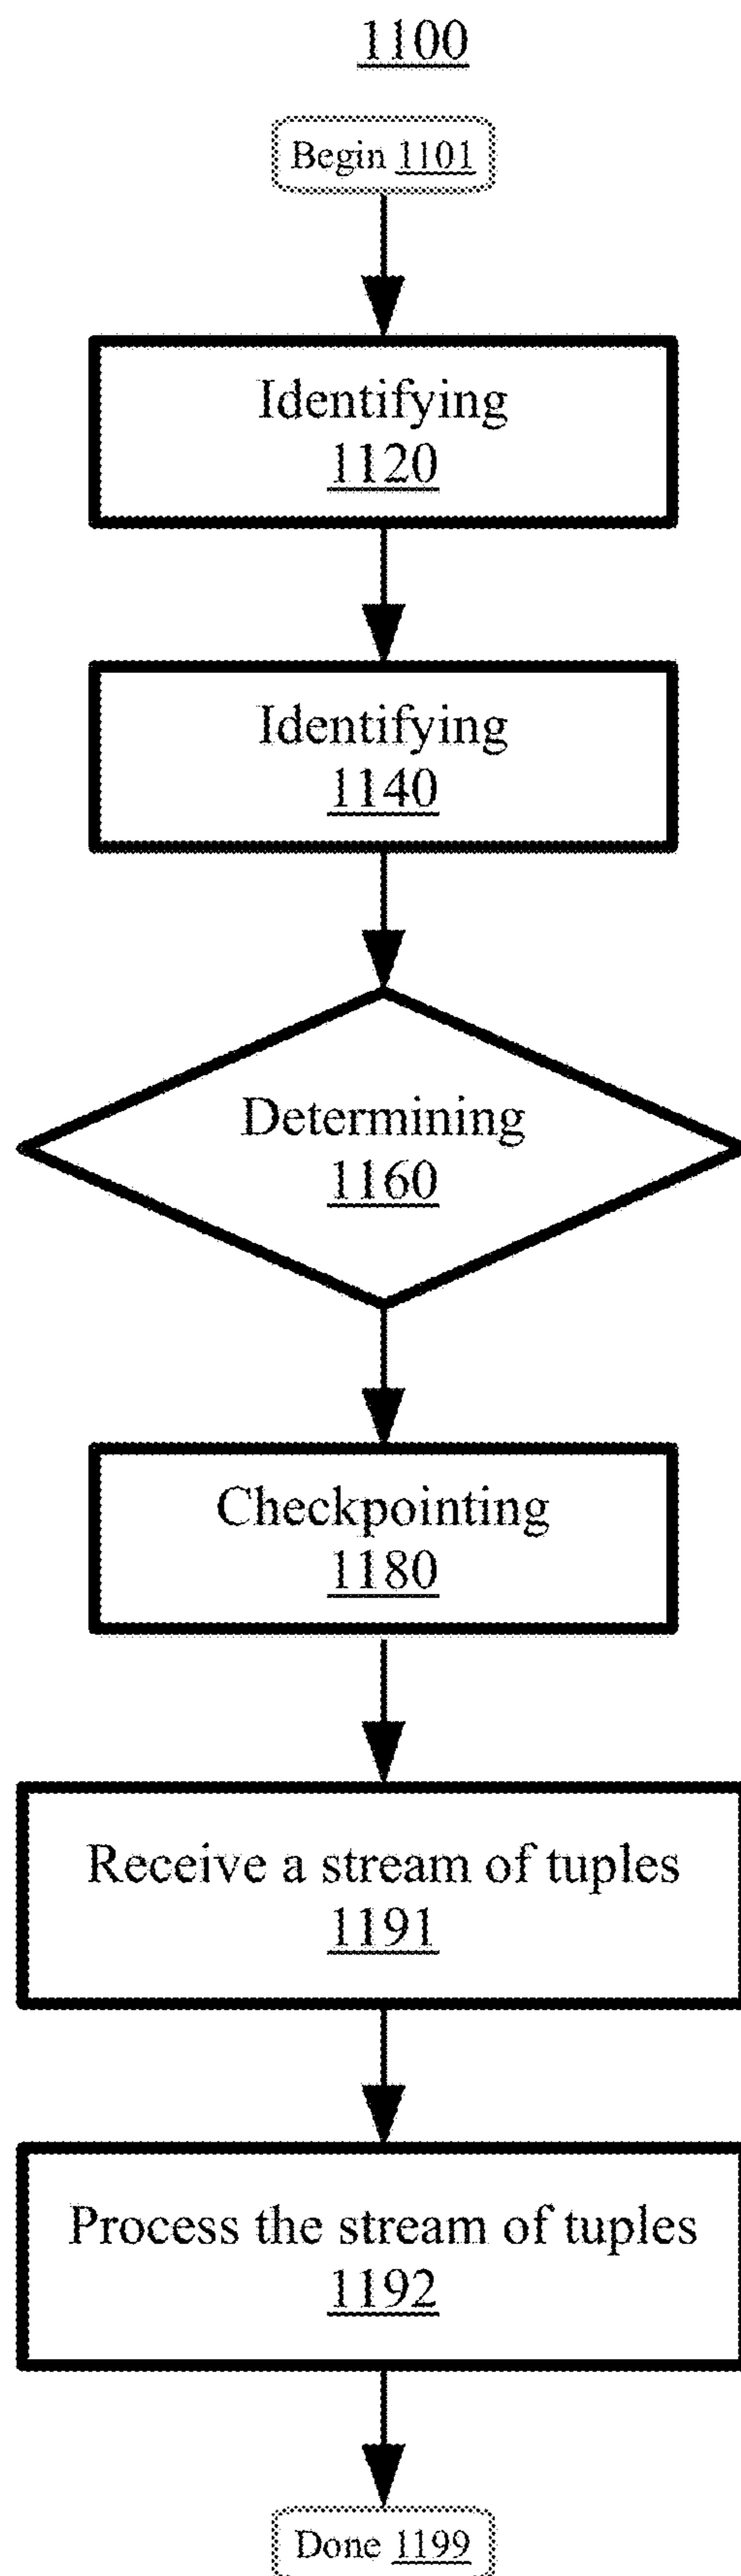 1100
Begin 1101
Identifying
1120
Identifying
1140
Determining
1160
Checkpointing
1180
Receive a stream of tuples
1191
Process the stream of tuples
1192
Done 1199